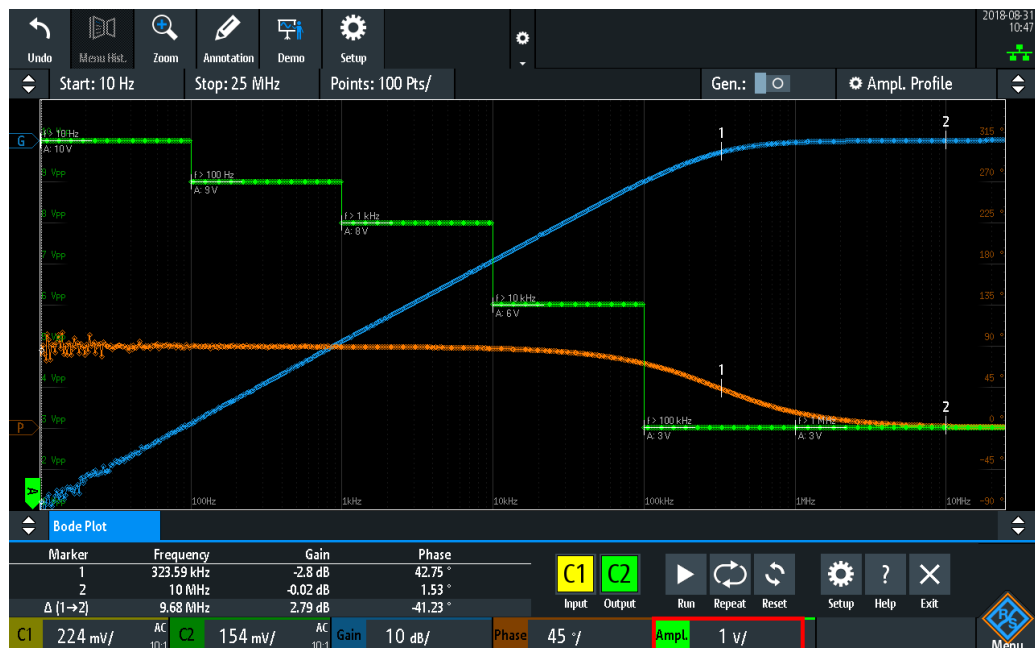 Undo Menu Hist. Zoom Annotation Demo Setup
2018-08-31
10:47
Start: 10 Hz Stop: 25 MHz Points: 100 Pts/ Gen.: Ampl. Profile
G
f> 10 Hz
A: 10 V
f> 100 Hz
A: 9 V
f> 1 kHz
A: 8 V
f> 10 kHz
A: 6 V
f> 100 kHz
A: 3 V
f> 1 MHz
A: 3 V
9 Vpp
8 Vpp
7 Vpp
6 Vpp
4 Vpp
3 Vpp
2 Vpp
315 °
270 °
225 °
180 °
135 °
90 °
45 °
0 °
-45 °
-90 °
1
2
1
2
P
A
100Hz 1kHz 10kHz 100kHz 1MHz 10MHz
Bode Plot
Marker Frequency Gain Phase
1 323.59 kHz -2.8 dB 42.75 °
2 10 MHz -0.02 dB 1.53 °
Δ (1→2) 9.68 MHz 2.79 dB -41.23 °
C1 C2
Input Output Run Repeat Reset Setup Help Exit
C1 224 mV/ AC 10:1 C2 154 mV/ AC 10:1 Gain 10 dB/ Phase 45 °/ Ampl. 1 V/
R&S
Menu